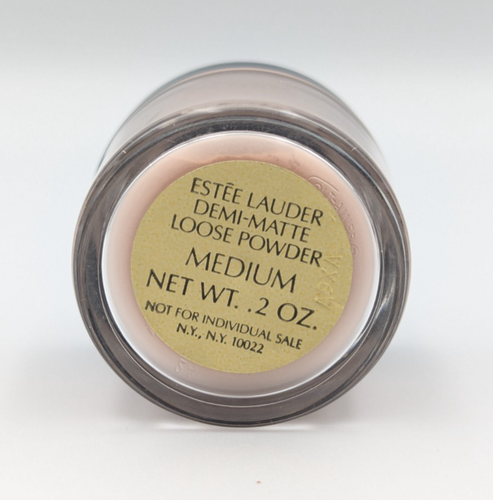 ESTĒE LAUDER
DEMI-MATTE
LOOSE POWDER
MEDIUM
NET WT. .2 OZ.
NOT FOR INDIVIDUAL SALE
N.Y., N.Y. 10022